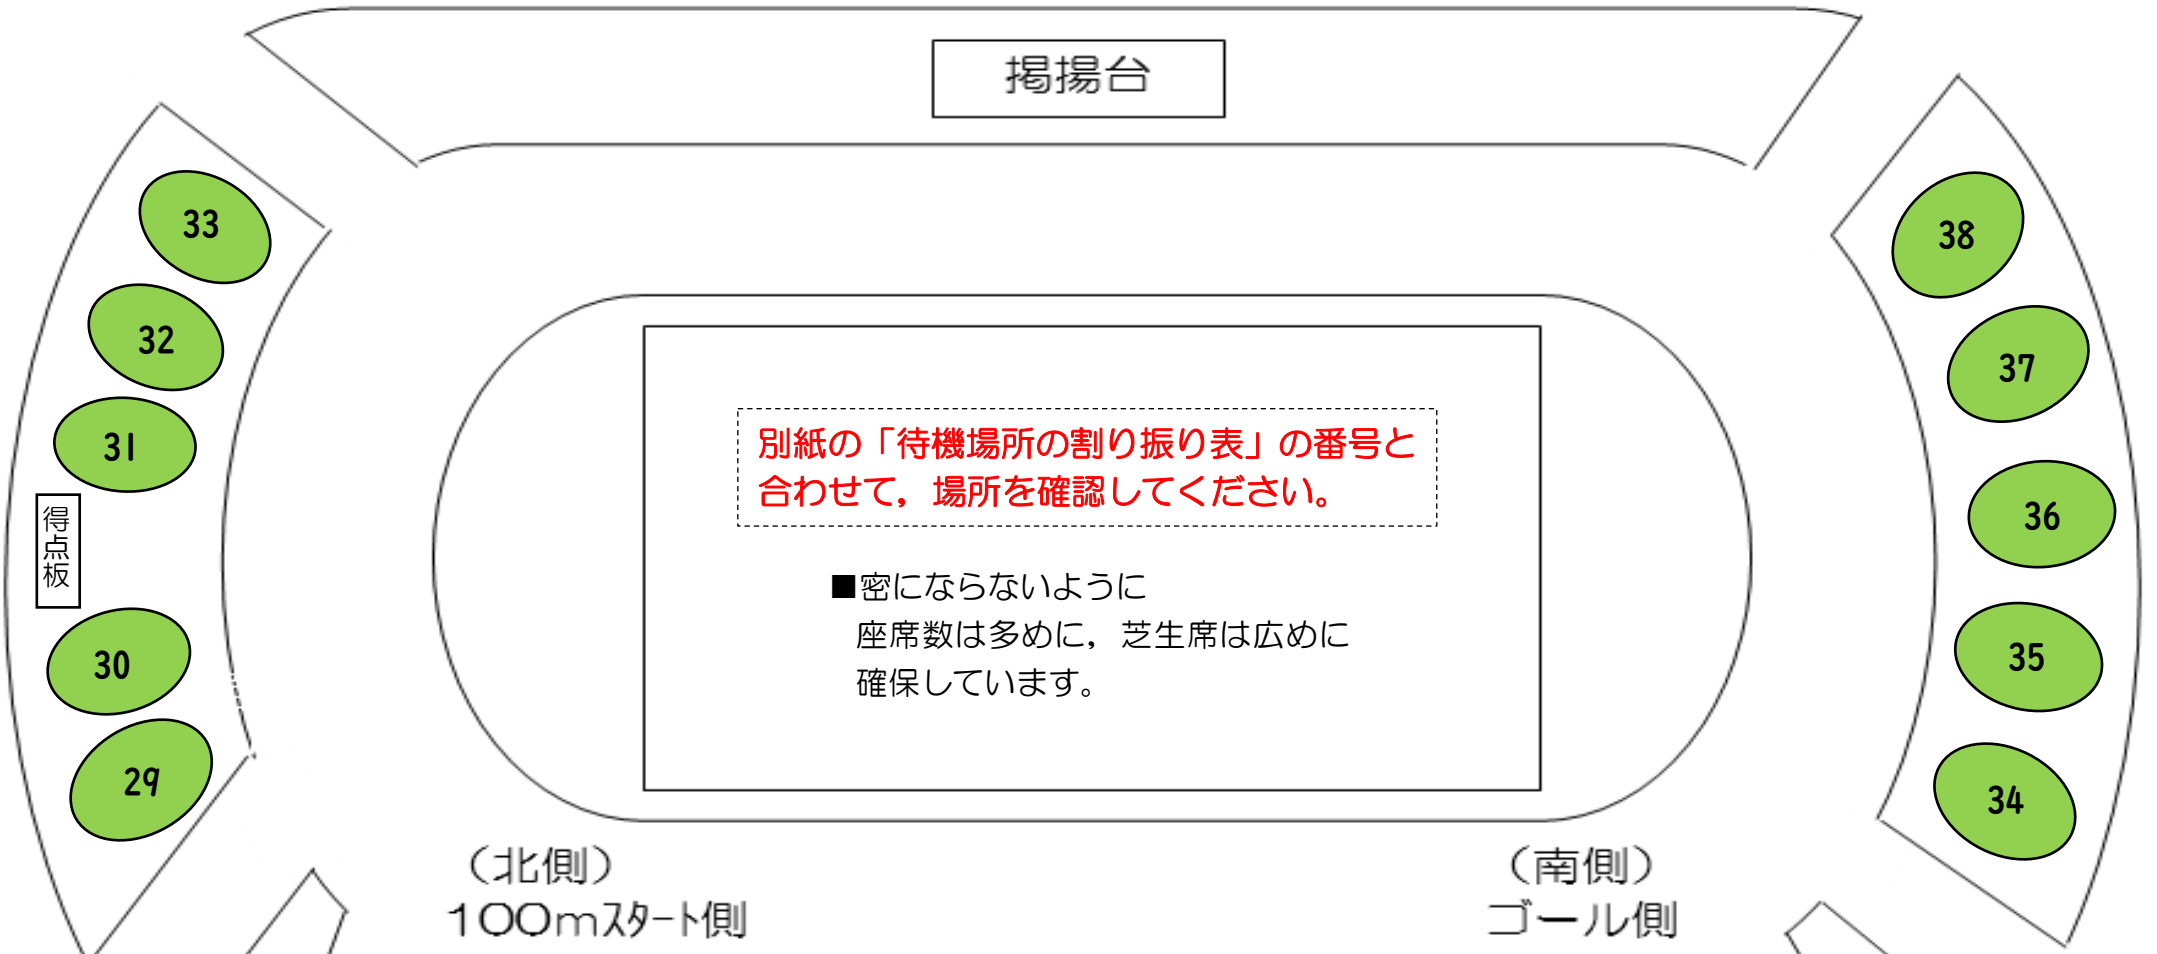 掲揚台
33
38
32
37
31
別紙の「待機場所の割り振り表」の番号と
合わせて，場所を確認してください。
得点板
36
■密にならないように
座席数は多めに，芝生席は広めに
確保しています。
30
35
29
34
（北側）
100mｽﾀｰﾄ側
（南側）
ゴール側